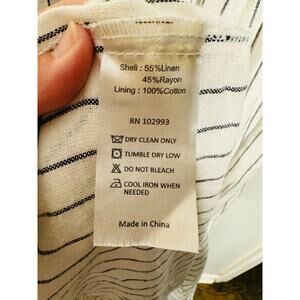 Shell : 55%Linen
45%Rayon
Lining : 100%Cotton
RN 102993
DRY CLEAN ONLY
TUMBLE DRY LOW
DO NOT BLEACH
COOL IRON WHEN
NEEDED
Made in China